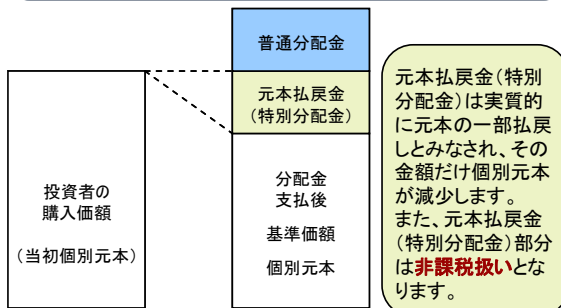 普通分配金
元本払戻金
(特別分配金)
投資者の
購入価額
(当初個別元本)
分配金
支払後
基準価額
個別元本
元本払戻金(特別
分配金)は実質的
に元本の一部払戻
しとみなされ、その
金額だけ個別元本
が減少します。
また、元本払戻金
(特別分配金)部分
は非課税扱いとな
ります。